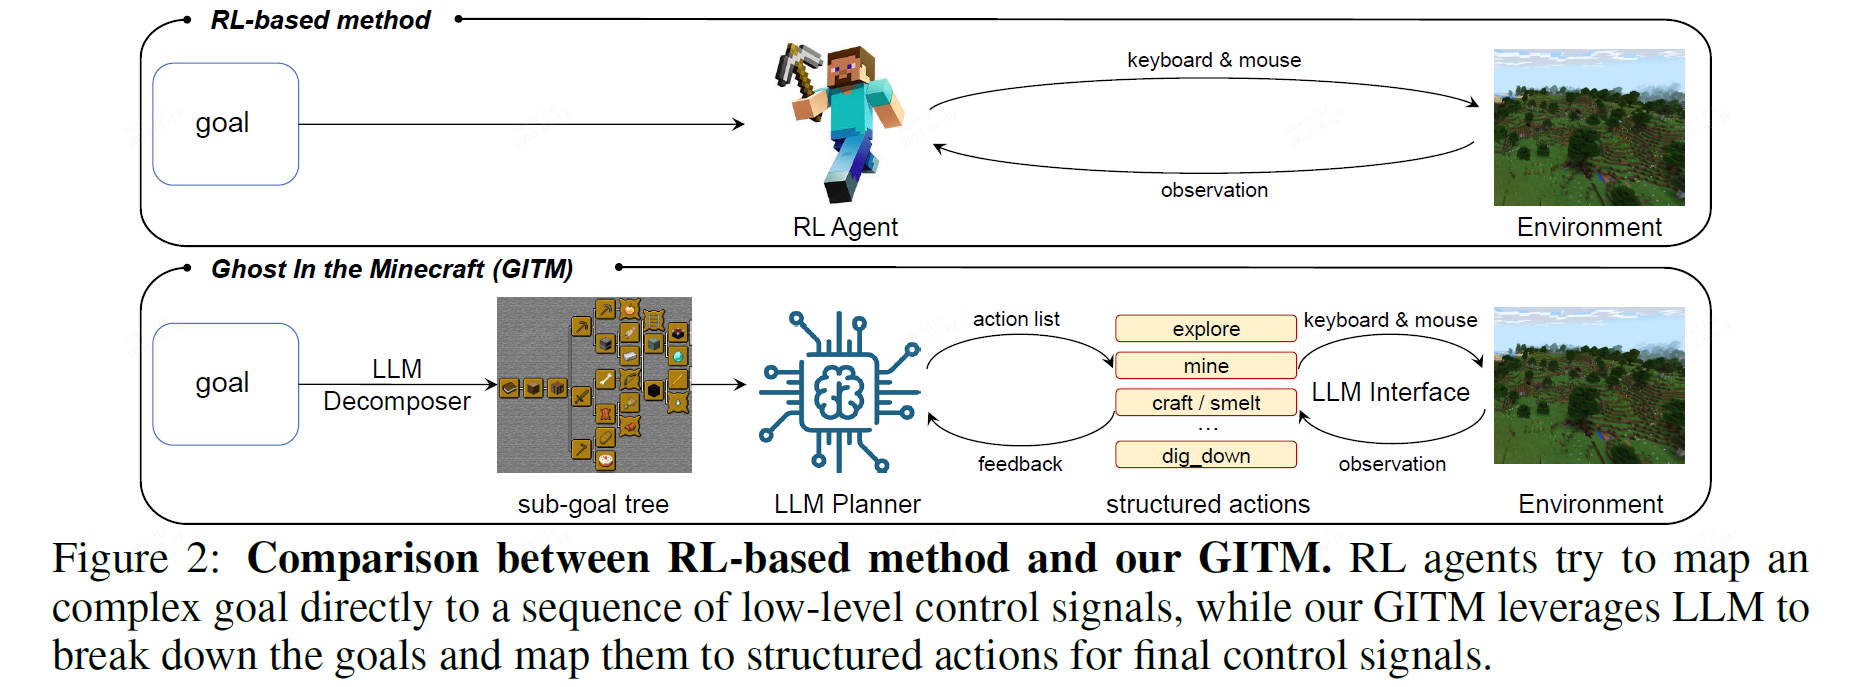 RL-based method
goal
keyboard & mouse
observation
RL Agent
Environment
Ghost In the Minecraft (GITM)
goal
LLM
Decomposer
sub-goal tree
LLM Planner
action list
feedback
explore
mine
craft / smelt
...
dig_down
structured actions
keyboard & mouse
LLM Interface
observation
Environment
Figure 2: Comparison between RL-based method and our GITM. RL agents try to map an
complex goal directly to a sequence of low-level control signals, while our GITM leverages LLM to
break down the goals and map them to structured actions for final control signals.